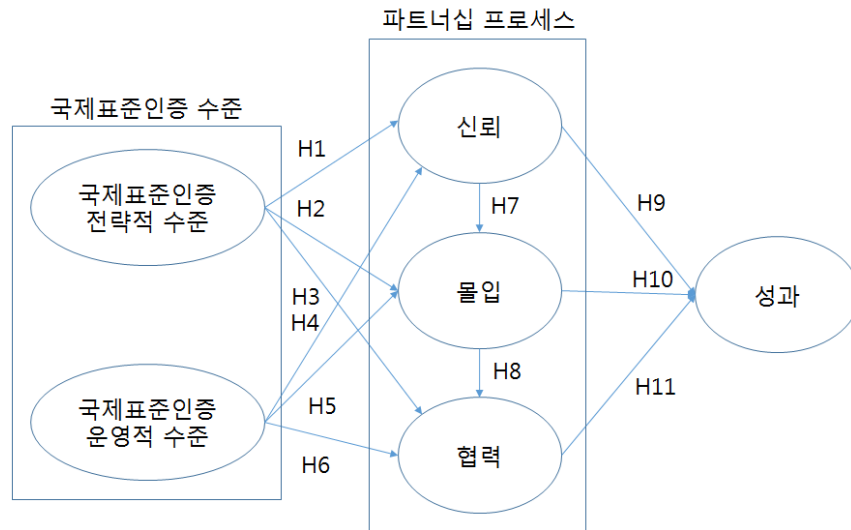 파트너십 프로세스
국제표준인증 수준
신뢰
H1
국제표준인증
전략적 수준
H2
H7
H9
H3
H4
몰입
H10
성과
H8
H5
H11
국제표준인증
운영적 수준
H6
협력